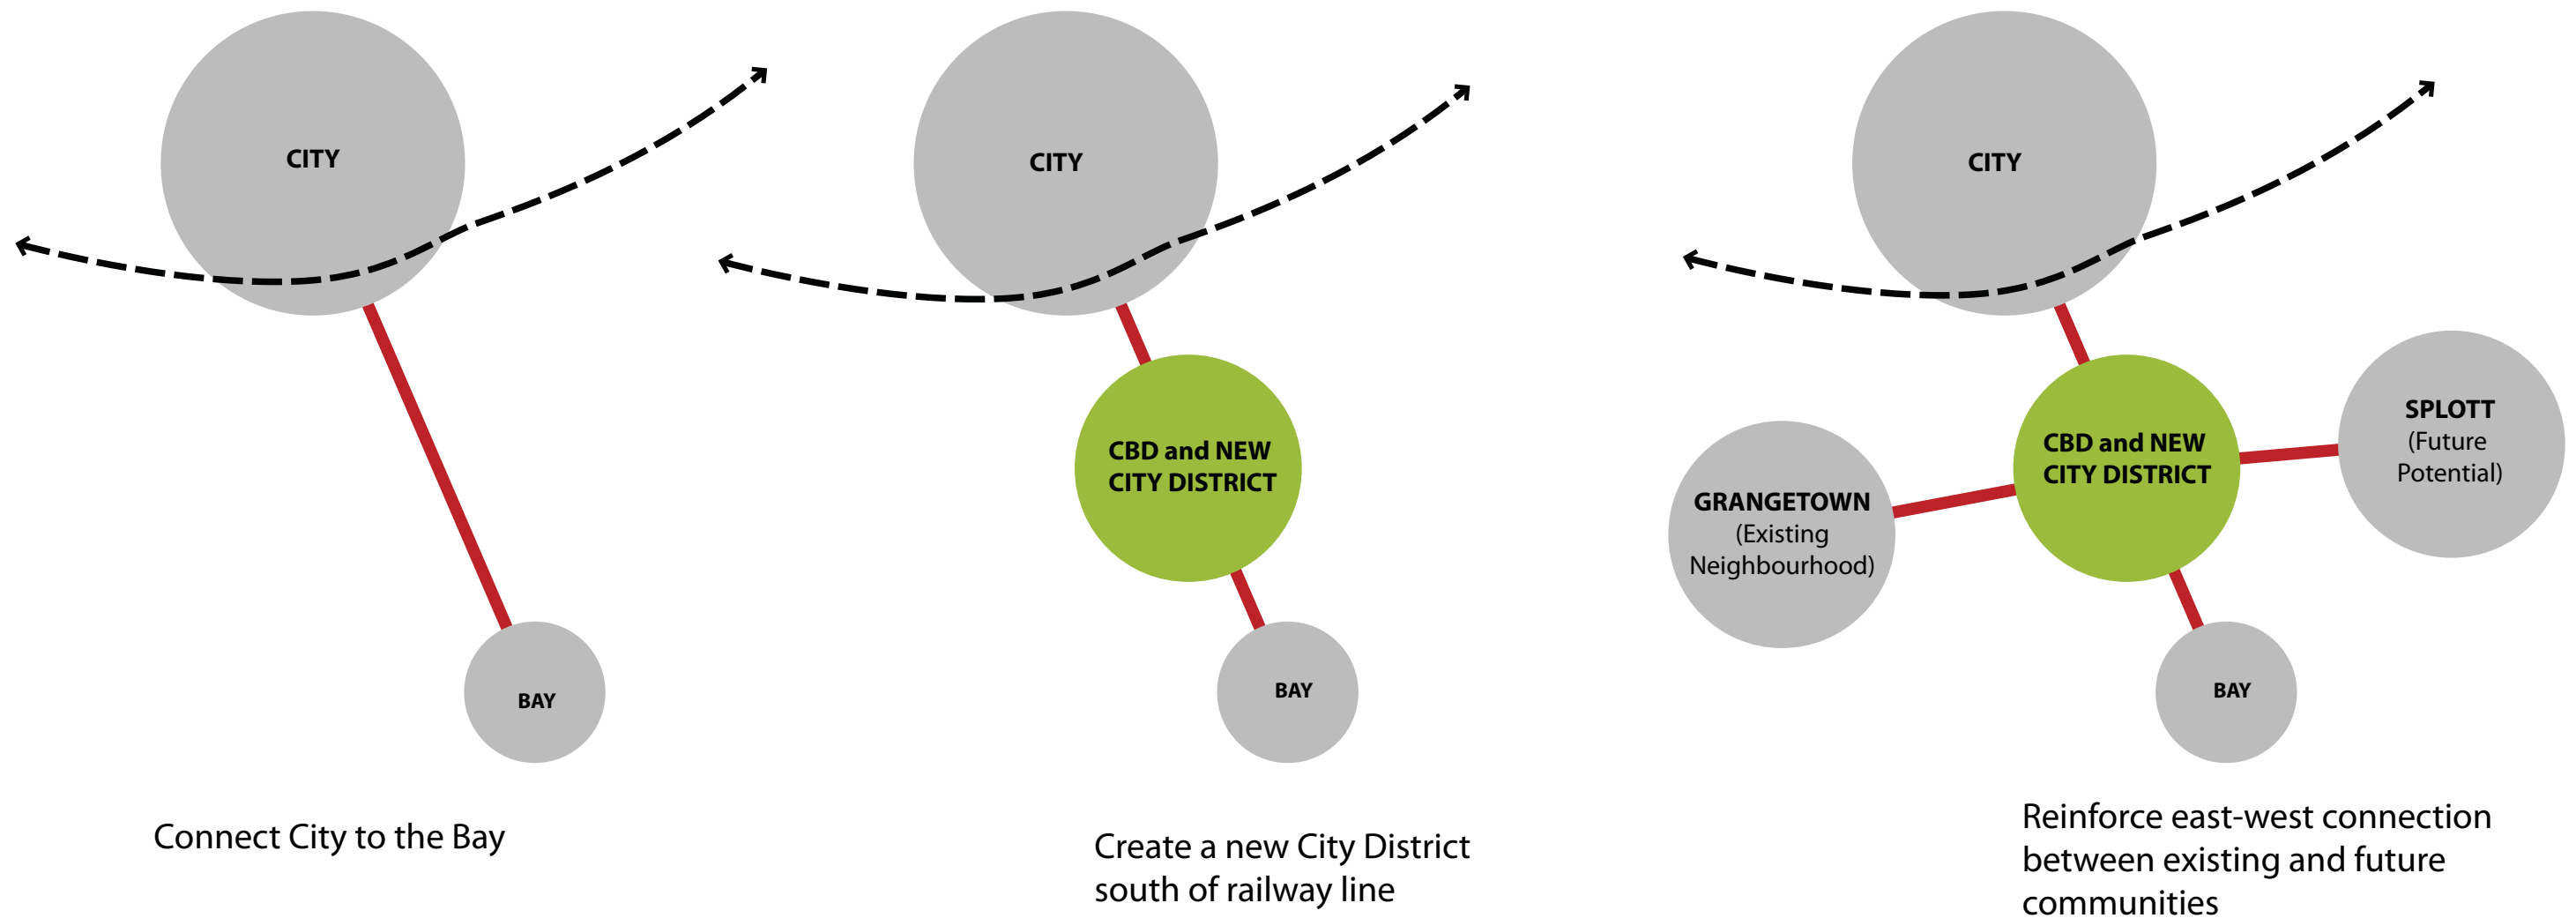 CITY
BAY
Connect City to the Bay
CITY
CBD and NEW
CITY DISTRICT
BAY
Create a new City District
south of railway line
CITY
CBD and NEW
CITY DISTRICT
SPLOTT
(Future
Potential)
GRANGETOWN
(Existing
Neighbourhood)
BAY
Reinforce east-west connection
between existing and future
communities